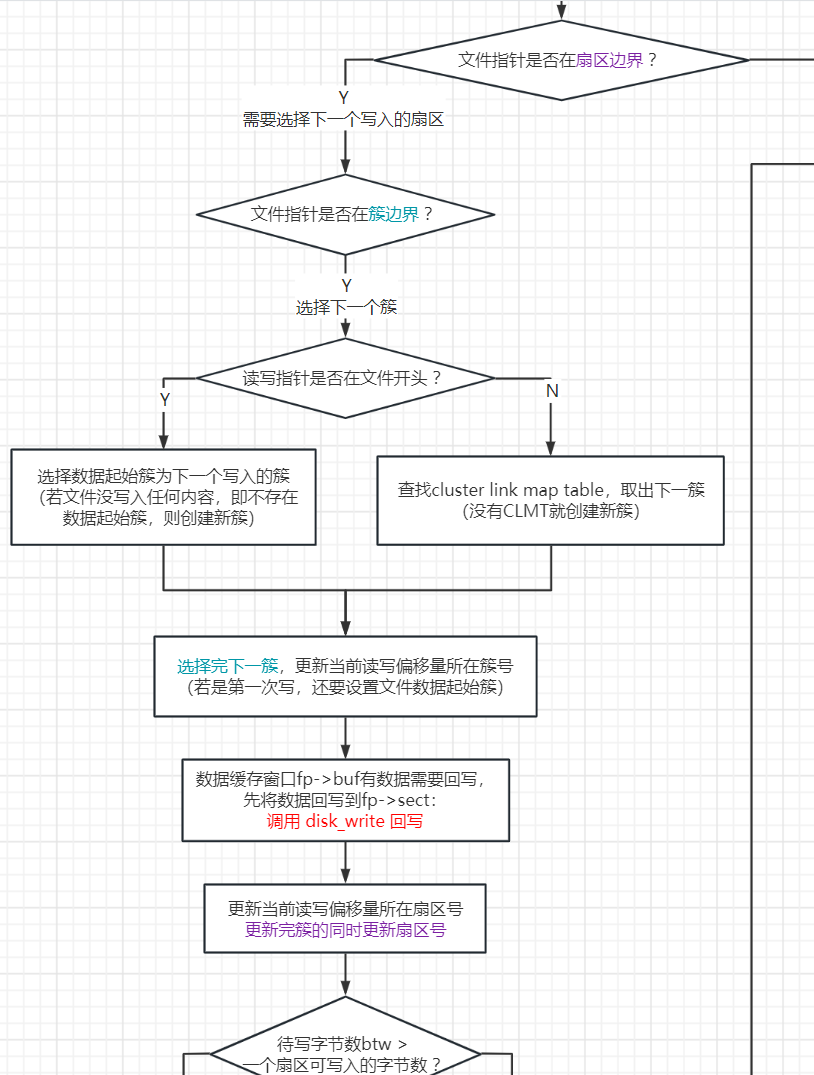 文件指针是否在扇区边界？
Y
需要选择下一个写入的扇区
文件指针是否在簇边界？
Y
选择下一个簇
读写指针是否在文件开头？
Y
N
选择数据起始簇为下一个写入的簇
（若文件没写入任何内容，即不存在
数据起始簇，则创建新簇）
查找cluster link map table，取出下一簇
（没有CLMT就创建新簇）
选择完下一簇，更新当前读写偏移量所在簇号
（若是第一次写，还要设置文件数据起始簇）
数据缓存窗口fp->buf有数据需要回写，
先将数据回写到fp->sect：
调用 disk_write 回写
更新当前读写偏移量所在扇区号
更新完簇的同时更新扇区号
待写字节数btw >
一个扇区可写入的字节数？